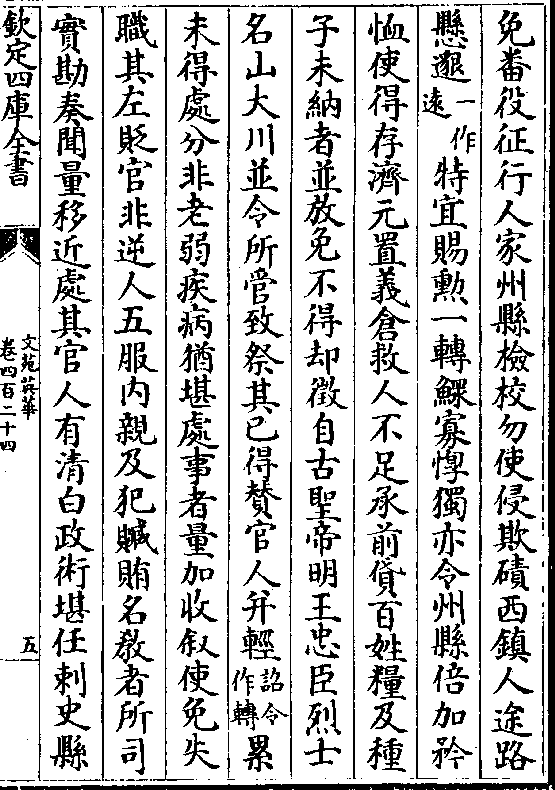 免番役征行人家州縣檢校勿使侵欺磧西鎮人途路
懸邈一作遠特宜賜勲一轉鰥寡惸獨亦令州縣倍加矜
恤使得存濟元置義倉救人不足承前貸百姓糧及種
子未納者並放免不得却徵自古聖帝明王忠臣烈士
名山大川並令所管致祭其已得替官人并輕詔令作轉累
未得處分非老弱疾病猶堪處事者量加收叙使免失
職其左貶官非逆人五服内親及犯贓賄名教者所司
實勘奏聞量移近處其官人有清白政術堪任刺史縣
欽定四庫全書
文苑英華
卷四百二十四
五